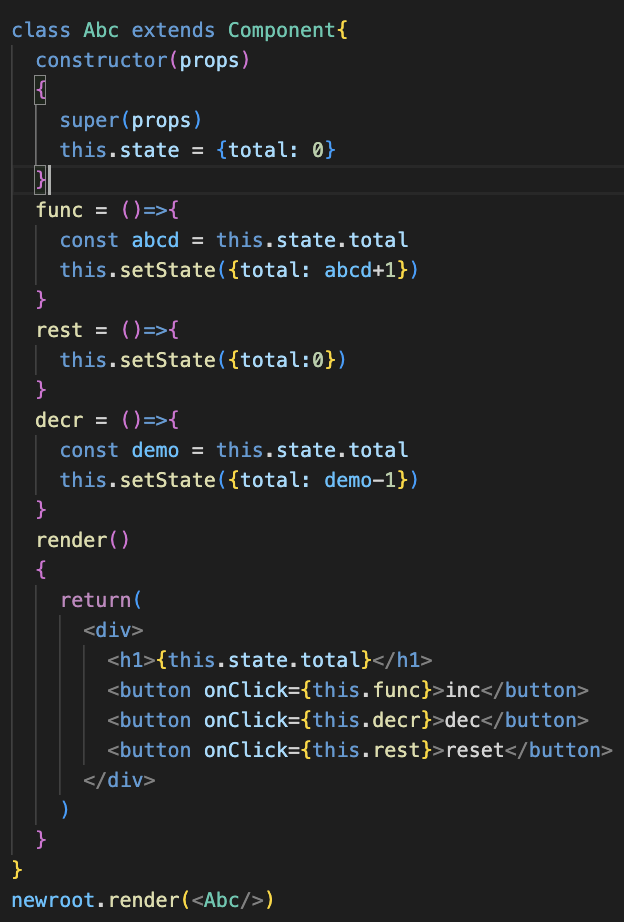 class Abc extends Component{
  constructor(props)
  {
    super(props)
    this.state = {total: 0}
  }
  func = ()=>{
    const abcd = this.state.total
    this.setState({total: abcd+1})
  }
  rest = ()=>{
    this.setState({total:0})
  }
  decr = ()=>{
    const demo = this.state.total
    this.setState({total: demo-1})
  }
  render()
  {
    return(
      <div>
        <h1>{this.state.total}</h1>
        <button onClick={this.func}>inc</button>
        <button onClick={this.decr}>dec</button>
        <button onClick={this.rest}>reset</button>
      </div>
    )
  }
}
newroot.render(<Abc/>)